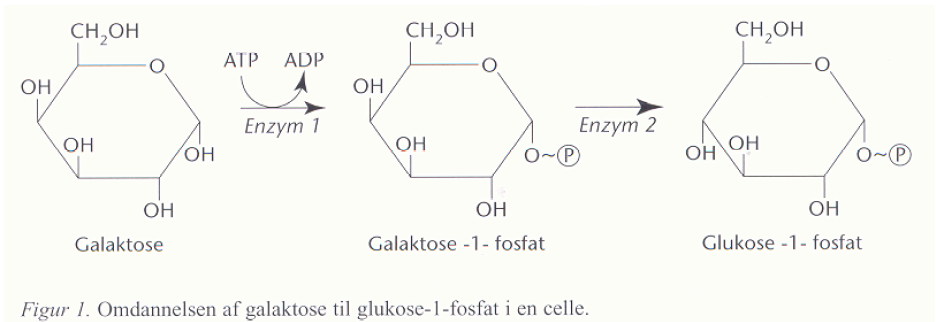 CH₂OH
O
OH
OH
OH
OH
Galaktose
ATP ADP
Enzym 1
CH₂OH
O
OH
OH
O~P
OH
Galaktose -1- fosfat
Enzym 2
CH₂OH
O
OH OH
O~P
OH
Glukose -1- fosfat
Figur 1. Omdannelsen af galaktose til glukose-1-fosfat i en celle.